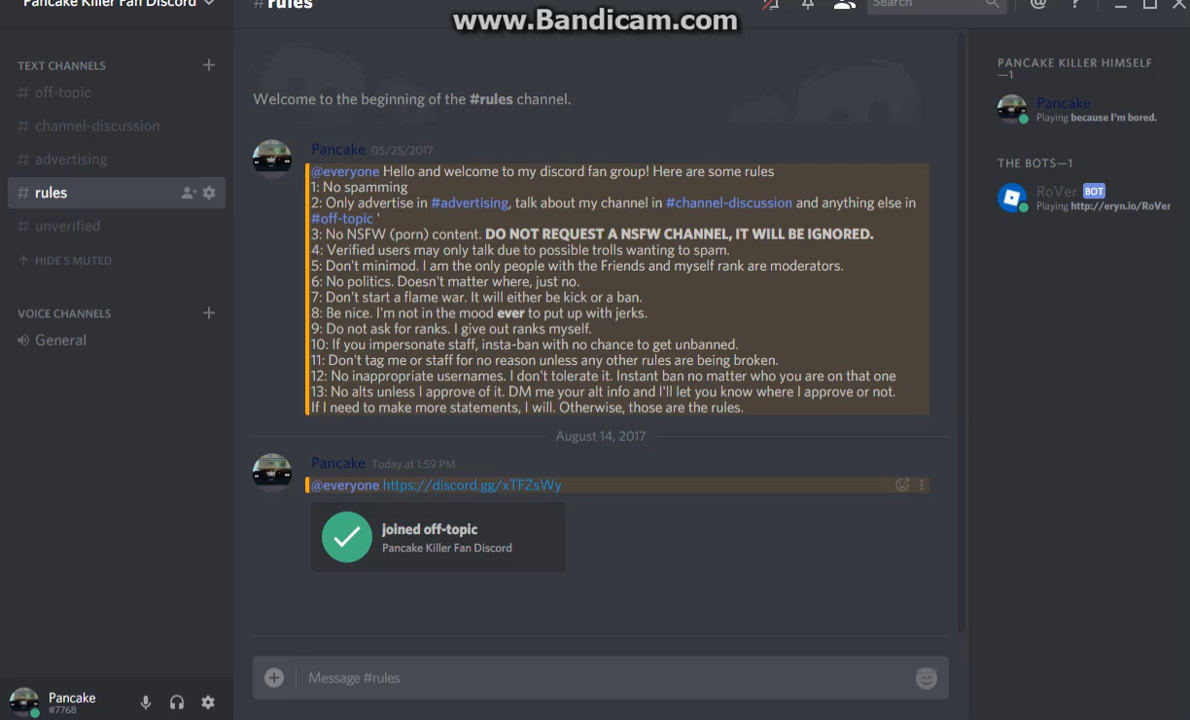 Pancake Killer Fan Discord
#rules
www.Bandicam.com
Search
TEXT CHANNELS
# off-topic
# channel-discussion
# advertising
# rules
# unverified
HIDE 5 MUTED
VOICE CHANNELS
General
Welcome to the beginning of the #rules channel.
Pancake 05/25/2017
@everyone Hello and welcome to my discord fan group! Here are some rules
1: No spamming
2: Only advertise in #advertising, talk about my channel in #channel-discussion and anything else in
#off-topic '
3: No NSFW (porn) content. DO NOT REQUEST A NSFW CHANNEL, IT WILL BE IGNORED.
4: Verified users may only talk due to possible trolls wanting to spam.
5: Don't minimod. I am the only people with the Friends and myself rank are moderators.
6: No politics. Doesn't matter where, just no.
7: Don't start a flame war. It will either be kick or a ban.
8: Be nice. I'm not in the mood ever to put up with jerks.
9: Do not ask for ranks. I give out ranks myself.
10: If you impersonate staff, insta-ban with no chance to get unbanned.
11: Don't tag me or staff for no reason unless any other rules are being broken.
12: No inappropriate usernames. I don't tolerate it. Instant ban no matter who you are on that one
13: No alts unless I approve of it. DM me your alt info and I'll let you know where I approve or not.
If I need to make more statements, I will. Otherwise, those are the rules.
August 14, 2017
Pancake Today at 1:59 PM
@everyone https://discord.gg/xTFZsWy
joined off-topic
Pancake Killer Fan Discord
Message #rules
PANCAKE KILLER HIMSELF
—1
Pancake
Playing because I'm bored.
THE BOTS—1
RoVer BOT
Playing http://eryn.io/RoVer
Pancake
#7768